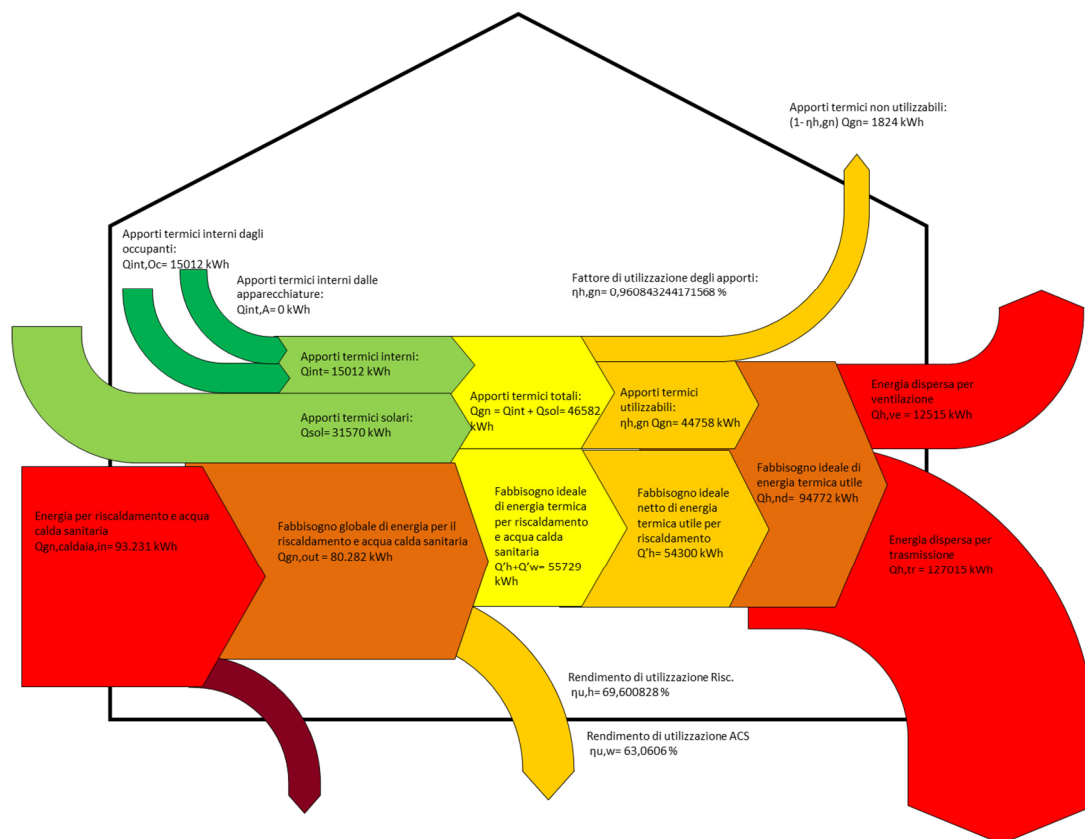 Apporti termici non utilizzabili:
(1- ηh,gn) Qgn= 1824 kWh
Apporti termici interni dagli
occupanti:
Qint,Oc= 15012 kWh
Apporti termici interni dalle
apparecchiature:
Qint,A= 0 kWh
Fattore di utilizzazione degli apporti:
ηh,gn= 0,960843244171568 %
Apporti termici interni:
Qint= 15012 kWh
Apporti termici solari:
Qsol= 31570 kWh
Apporti termici totali:
Qgn = Qint + Qsol= 46582
kWh
Apporti termici
utilizzabili:
ηh,gn Qgn= 44758 kWh
Energia dispersa per
ventilazione
Qh,ve = 12515 kWh
Energia per riscaldamento e acqua
calda sanitaria
Qgn,caldaia,in= 93.231 kWh
Fabbisogno globale di energia per il
riscaldamento e acqua calda sanitaria
Qgn,out = 80.282 kWh
Fabbisogno ideale
di energia termica
per riscaldamento
e acqua calda
sanitaria
Q'h+Q'w= 55729
kWh
Fabbisogno ideale
netto di energia
termica utile per
riscaldamento
Q'h= 54300 kWh
Fabbisogno ideale di
energia termica utile
Qh,nd= 94772 kWh
Energia dispersa per
trasmissione
Qh,tr = 127015 kWh
Rendimento di utilizzazione Risc.
ηu,h= 69,600828 %
Rendimento di utilizzazione ACS
ηu,w= 63,0606 %